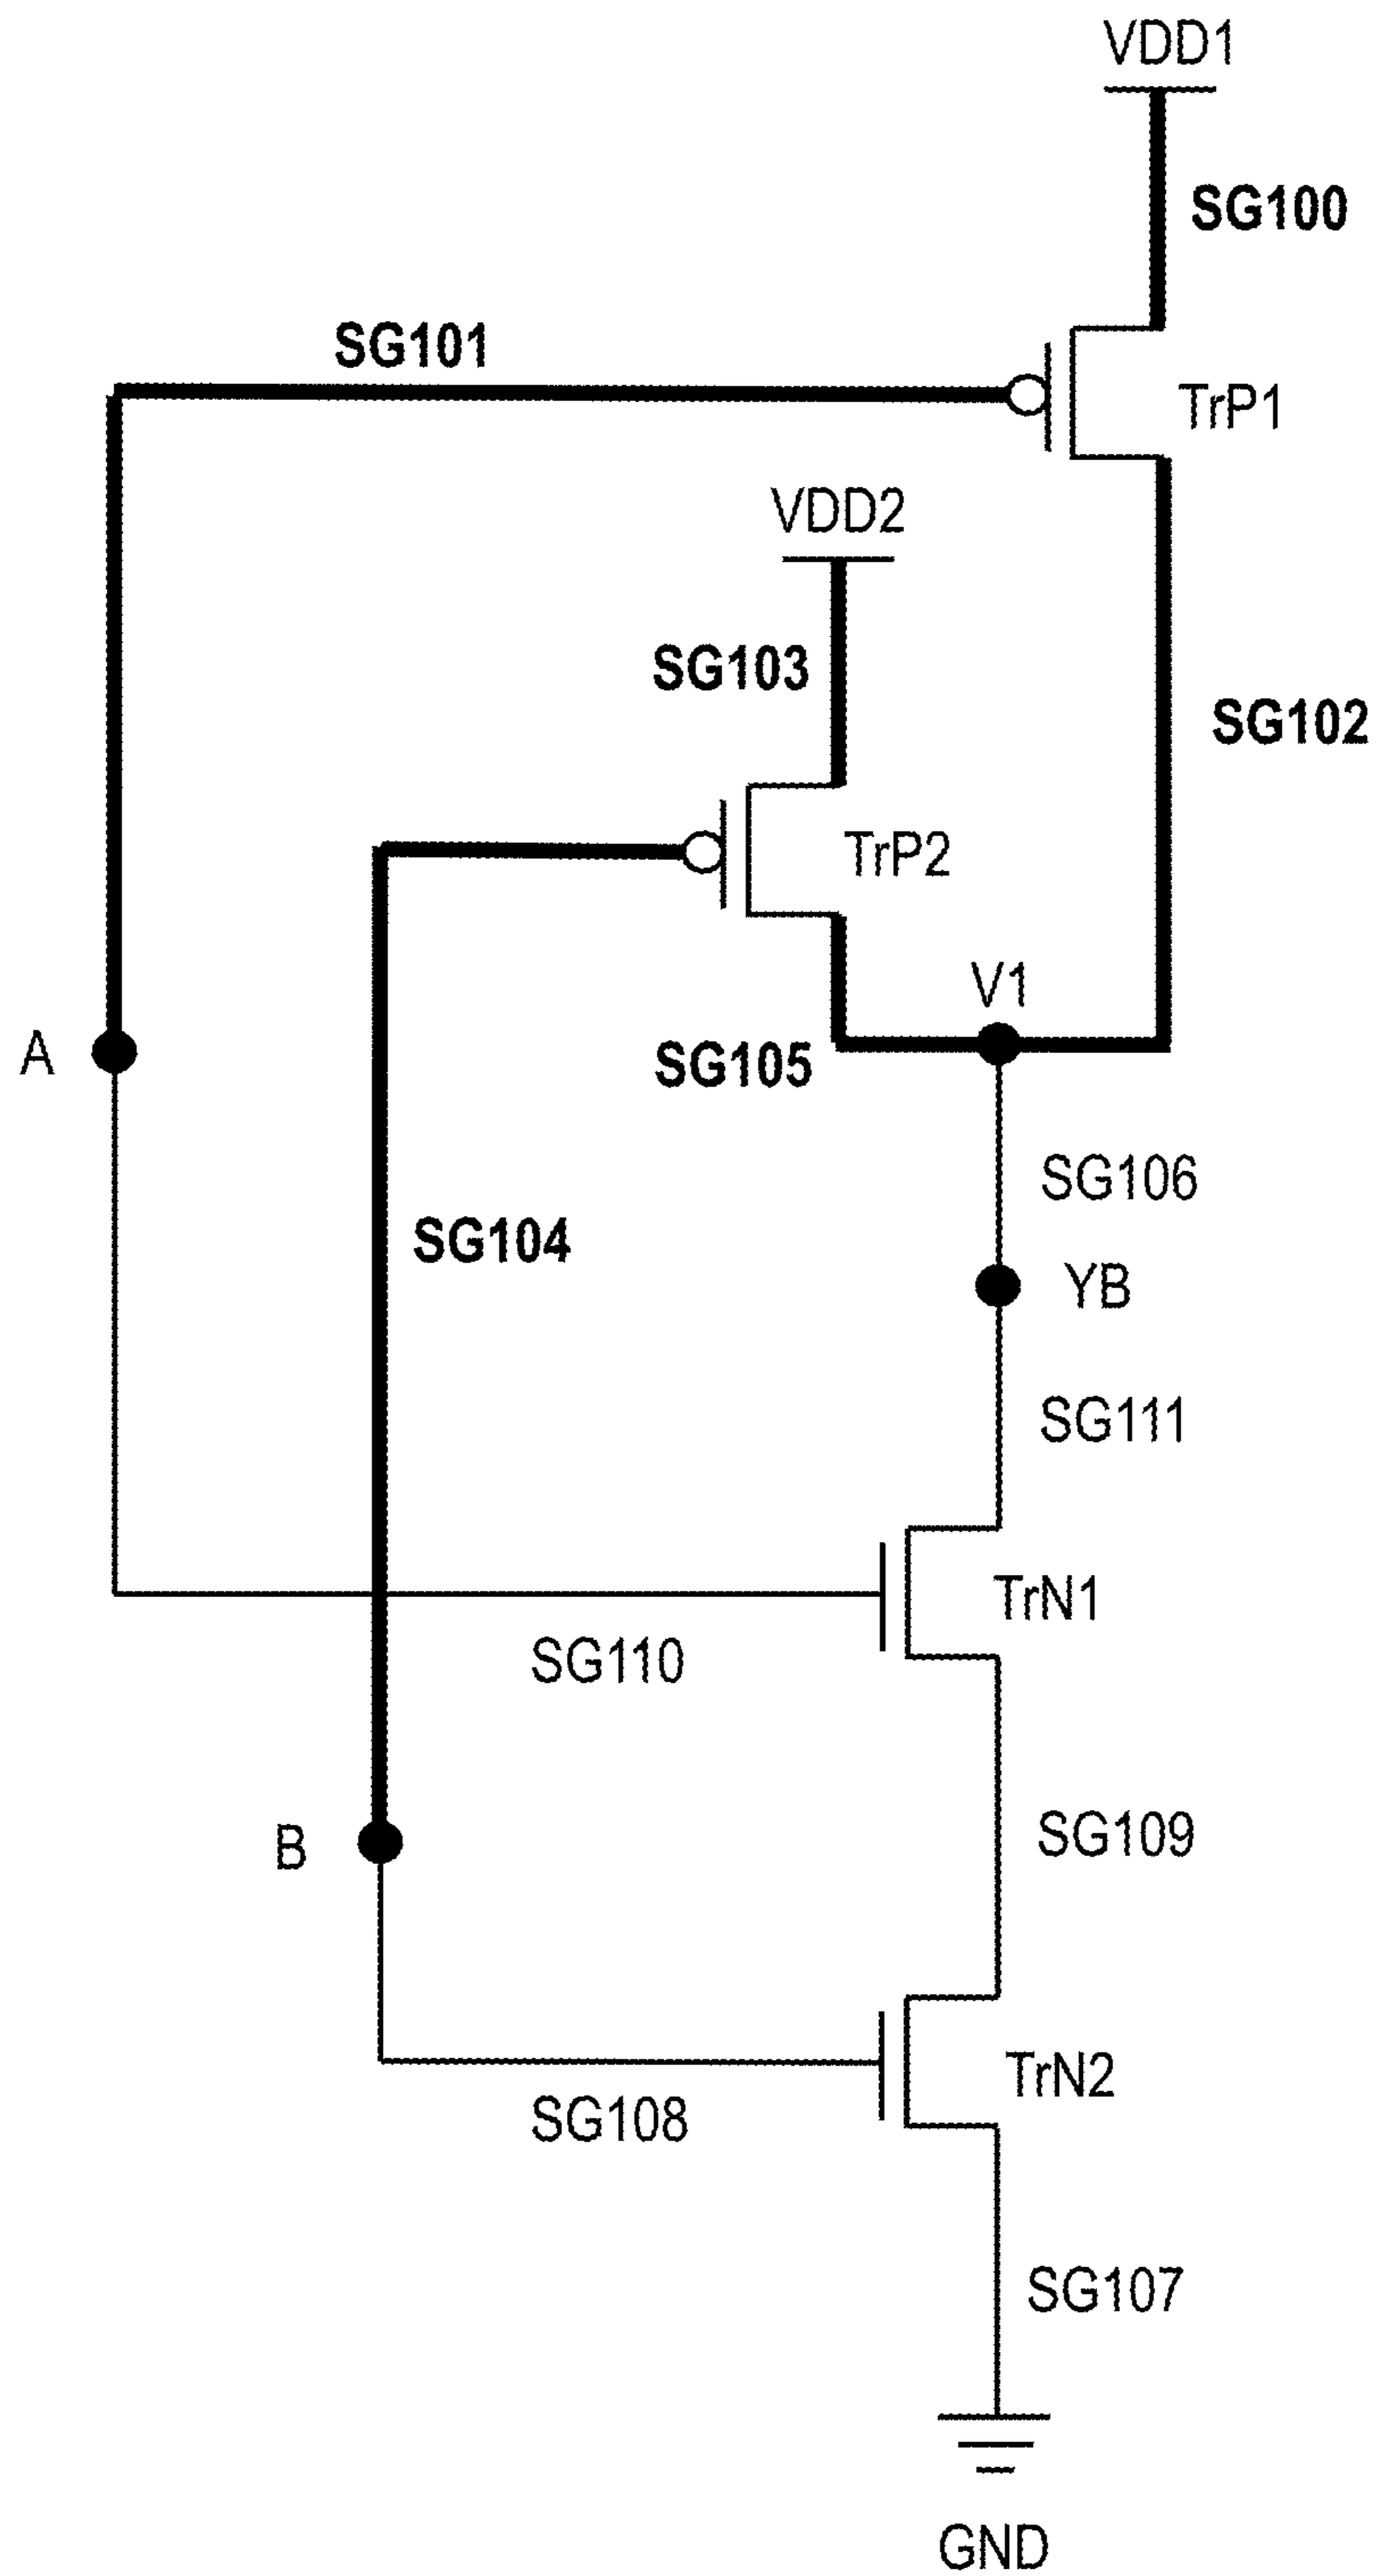 VDD1
SG100
SG101
TrP1
VDD2
SG103
SG102
TrP2
V1
A
SG105
SG106
SG104
YB
SG111
TrN1
SG110
SG109
B
TrN2
SG108
SG107
GND